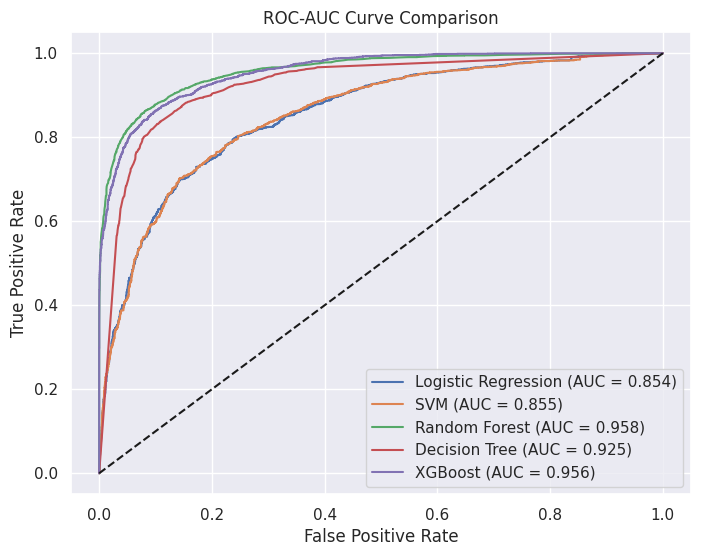 ROC-AUC Curve Comparison
1.0
0.8
0.6
0.4
0.2
0.0
True Positive Rate
Logistic Regression (AUC = 0.854)
SVM (AUC = 0.855)
Random Forest (AUC = 0.958)
Decision Tree (AUC = 0.925)
XGBoost (AUC = 0.956)
0.0 0.2 0.4 0.6 0.8 1.0
False Positive Rate